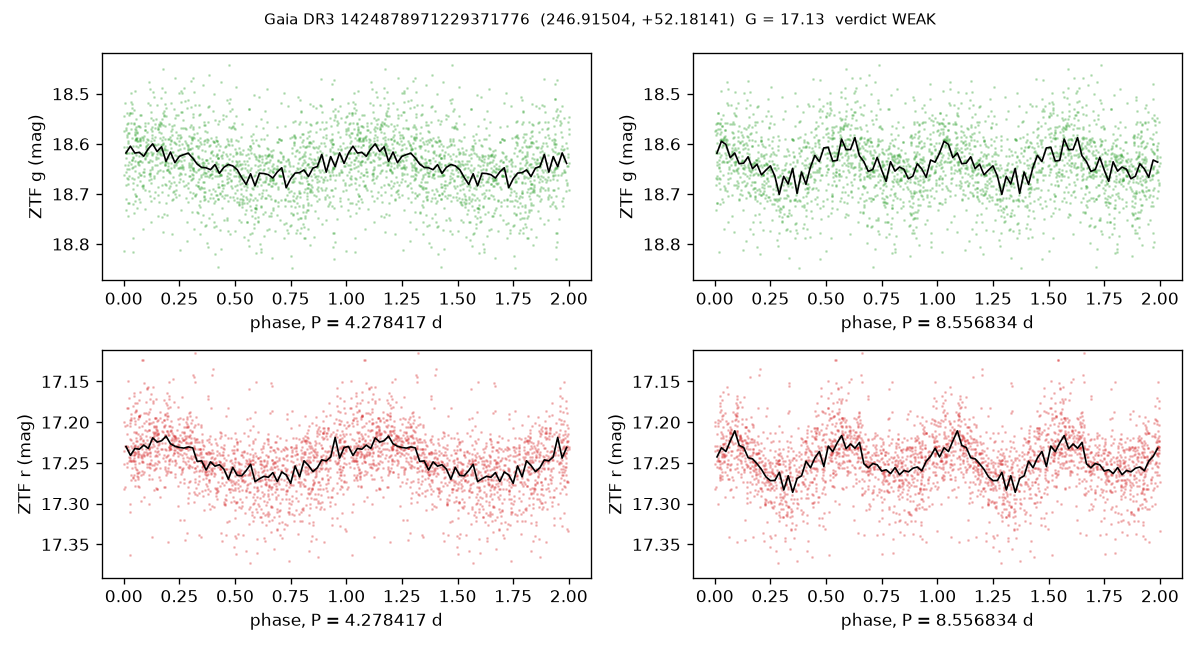 Gaia DR3 1424878971229371776  (246.91504, +52.18141)  G = 17.13  verdict WEAK
ZTF g (mag)
18.5
18.6
18.7
18.8
0.00 0.25 0.50 0.75 1.00 1.25 1.50 1.75 2.00
phase, P = 4.278417 d
ZTF g (mag)
18.5
18.6
18.7
18.8
0.00 0.25 0.50 0.75 1.00 1.25 1.50 1.75 2.00
phase, P = 8.556834 d
ZTF r (mag)
17.15
17.20
17.25
17.30
17.35
0.00 0.25 0.50 0.75 1.00 1.25 1.50 1.75 2.00
phase, P = 4.278417 d
ZTF r (mag)
17.15
17.20
17.25
17.30
17.35
0.00 0.25 0.50 0.75 1.00 1.25 1.50 1.75 2.00
phase, P = 8.556834 d